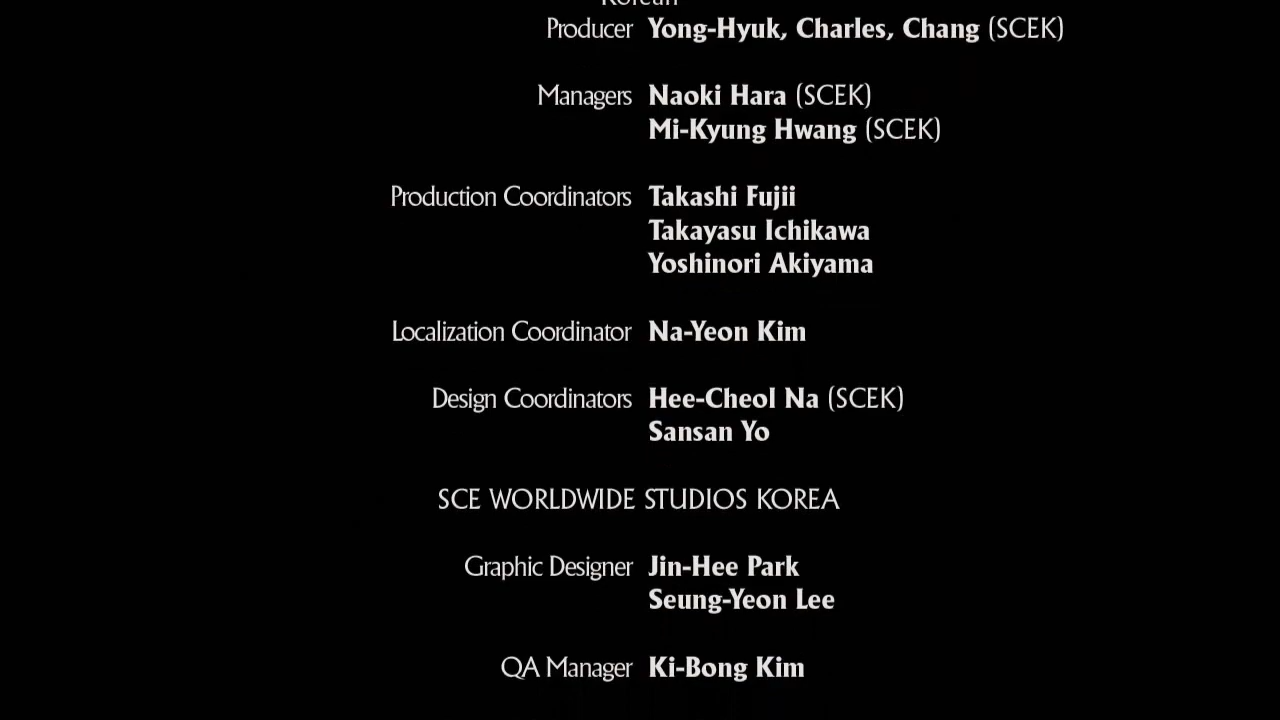 Korean
Producer Yong-Hyuk, Charles, Chang (SCEK)
Managers Naoki Hara (SCEK)
Mi-Kyung Hwang (SCEK)
Production Coordinators Takashi Fujii
Takayasu Ichikawa
Yoshinori Akiyama
Localization Coordinator Na-Yeon Kim
Design Coordinators Hee-Cheol Na (SCEK)
Sansan Yo
SCE WORLDWIDE STUDIOS KOREA
Graphic Designer Jin-Hee Park
Seung-Yeon Lee
QA Manager Ki-Bong Kim